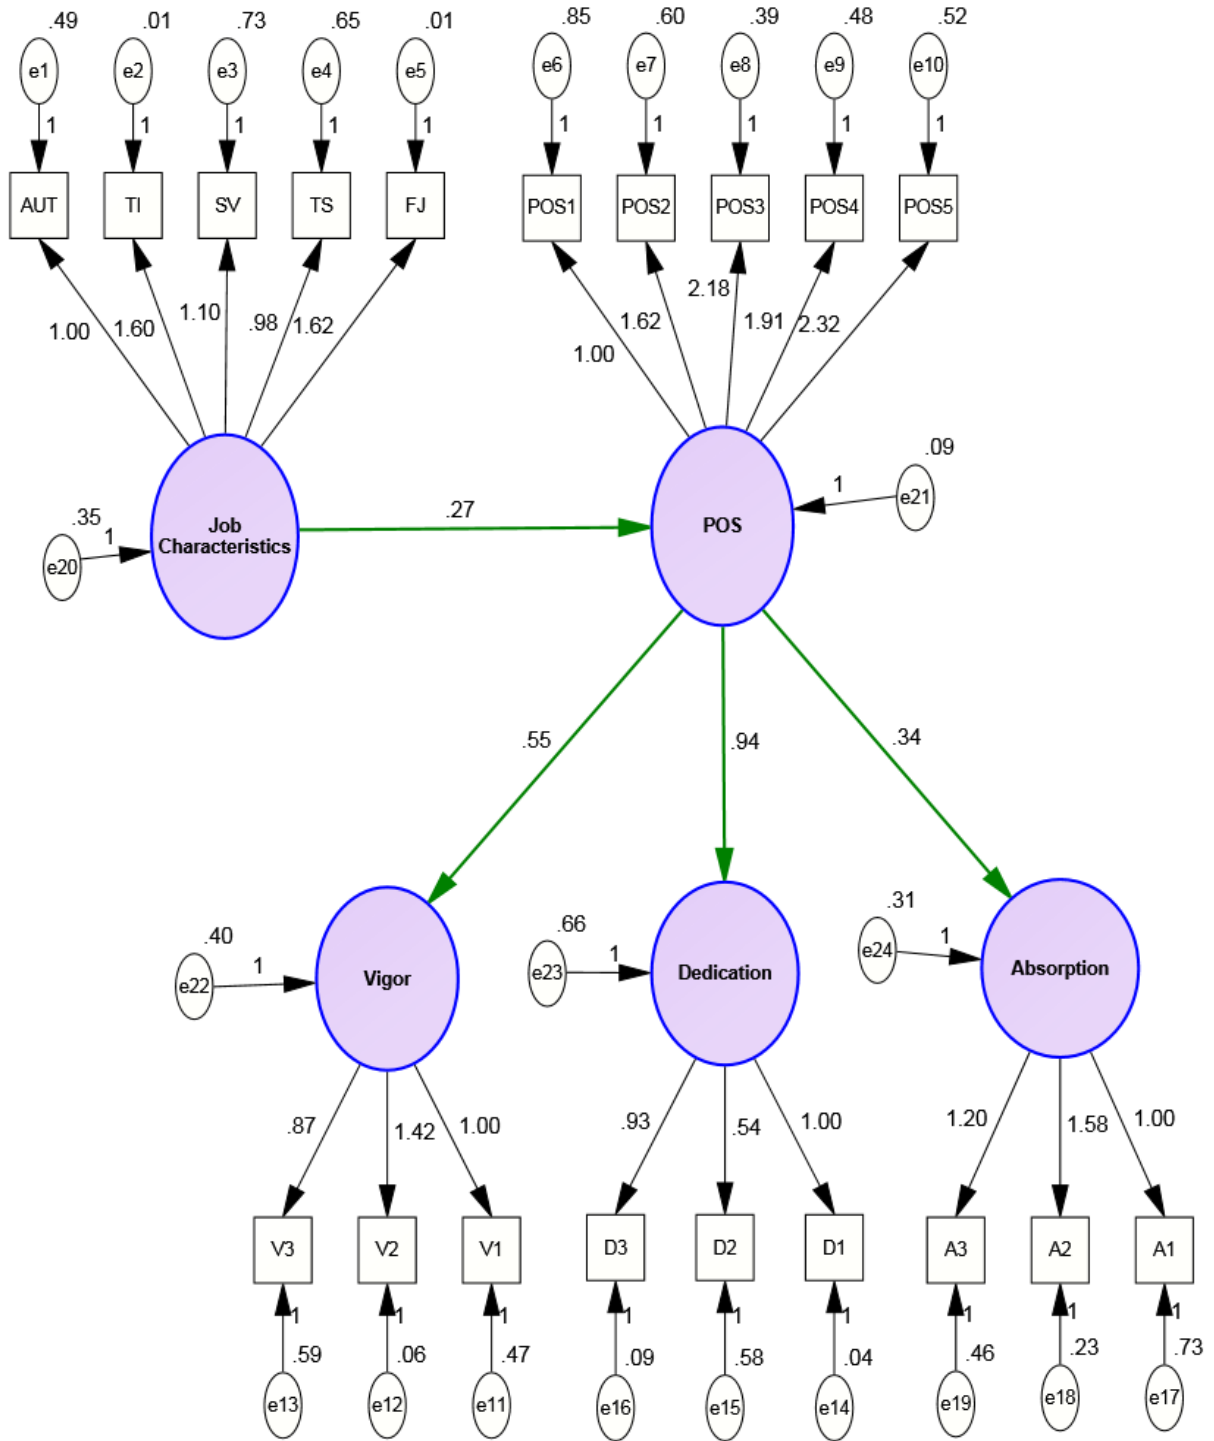 .49 .01 .73 .65 .01 .85 .60 .39 .48 .52
e1 e2 e3 e4 e5 e6 e7 e8 e9 e10
1 1 1 1 1 1 1 1 1 1
AUT TI SV TS FJ POS1 POS2 POS3 POS4 POS5
1.00 1.60 1.10 .98 1.62 1.00 1.62 2.18 1.91 2.32
.35 1 e20
Job
Characteristics
.27
POS
1 .09 e21
.55 .94 .34
.40 1 e22
Vigor
.66 1 e23
Dedication
.31 1 e24
Absorption
.87 1.42 1.00 .93 .54 1.00 1.20 1.58 1.00
V3 V2 V1 D3 D2 D1 A3 A2 A1
1 1 1 1 1 1 1 1 1
.59 .06 .47 .09 .58 .04 .46 .23 .73
e13 e12 e11 e16 e15 e14 e19 e18 e17